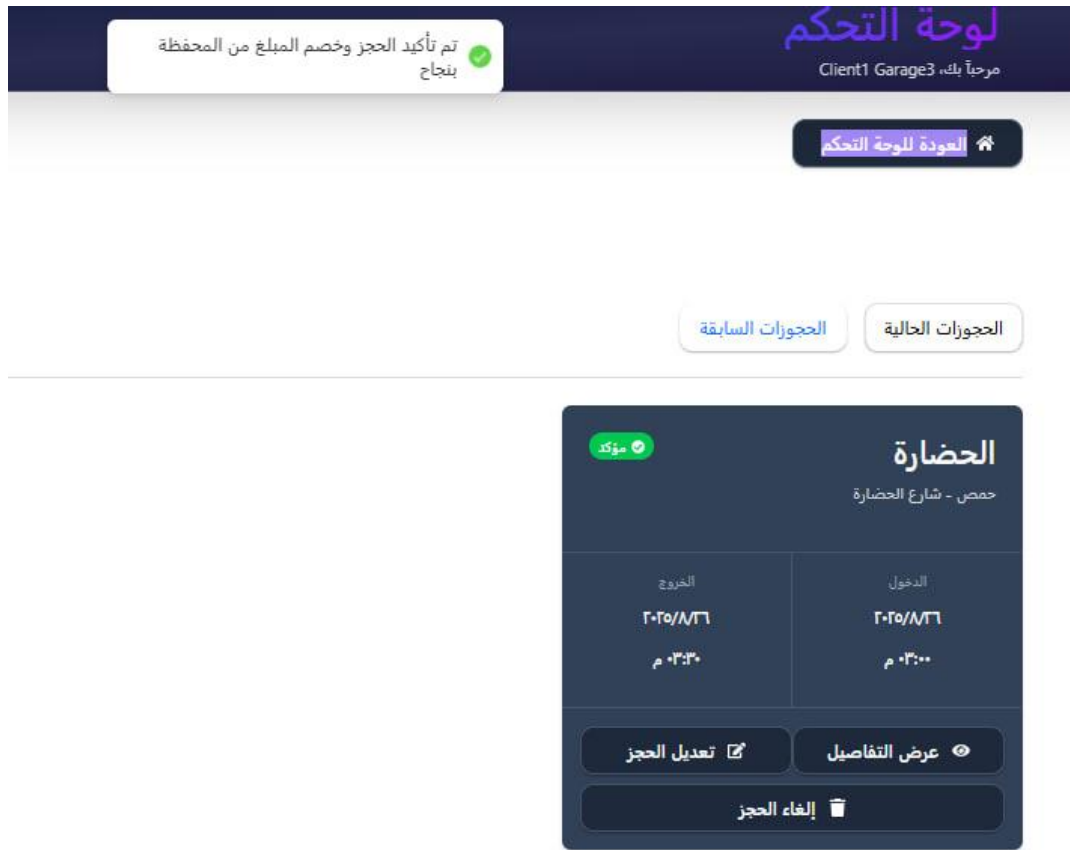 لوحة التحكم
مرحباً بك، Client1 Garage3
تم تأكيد الحجز وخصم المبلغ من المحفظة
بنجاح
العودة للوحة التحكم
الحجوزات الحالية
الحجوزات السابقة
الحضارة
مؤكد
حمص - شارع الحضارة
الدخول
٢٠٢٥/٨/٢٦
٠٣:٠٠ م
الخروج
٢٠٢٥/٨/٢٦
٠٣:٣٠ م
عرض التفاصيل
تعديل الحجز
إلغاء الحجز